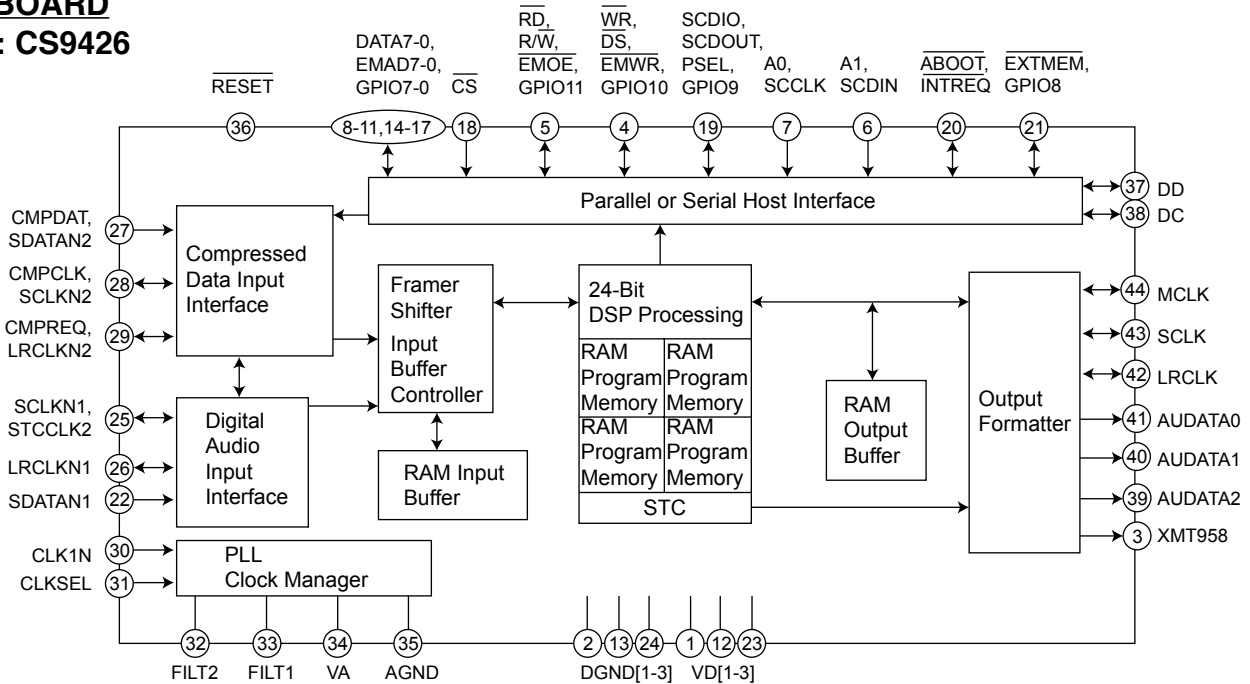 BOARD
: CS9426
RESET
DATA7-0,
EMAD7-0,
GPIO7-0
CS
RD,
R/W,
EMOE,
GPIO11
WR,
DS,
EMWR,
GPIO10
SCDIO,
SCDOUT,
PSEL,
GPIO9
A0,
SCCLK
A1,
SCDIN
ABOOT,
INTREQ
EXTMEM,
GPIO8
36
8-11,14-17
18
5
4
19
7
6
20
21
Parallel or Serial Host Interface
37
DD
38
DC
CMPDAT,
SDATAN2
27
CMPCLK,
SCLKN2
28
CMPREQ,
LRCLKN2
29
Compressed
Data Input
Interface
Framer
Shifter
Input
Buffer
Controller
24-Bit
DSP Processing
RAM
Program
Memory
RAM
Program
Memory
RAM
Program
Memory
RAM
Program
Memory
STC
RAM
Output
Buffer
Output
Formatter
44
MCLK
43
SCLK
42
LRCLK
41
AUDATA0
40
AUDATA1
39
AUDATA2
3
XMT958
SCLKN1,
STCCLK2
25
LRCLKN1
26
SDATAN1
22
Digital
Audio
Input
Interface
RAM Input
Buffer
CLK1N
30
CLKSEL
31
PLL
Clock Manager
32
33
34
35
2
13
24
1
12
23
FILT2
FILT1
VA
AGND
DGND[1-3]
VD[1-3]